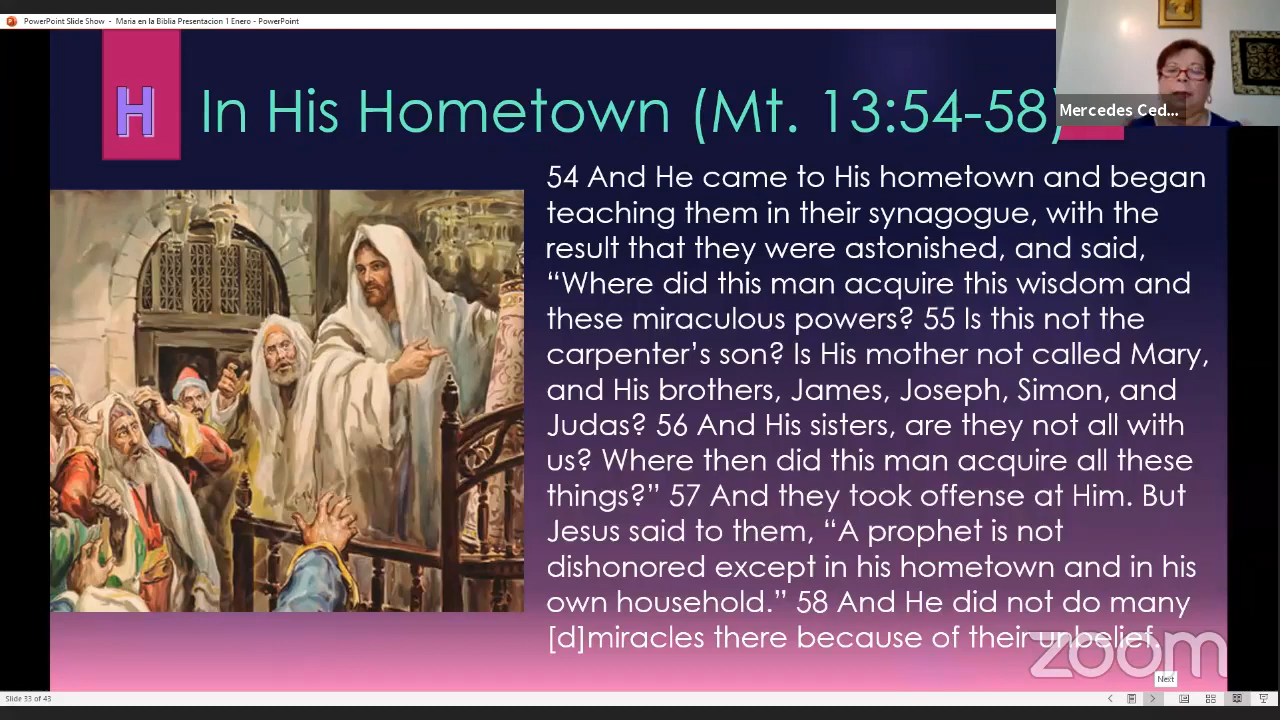 PowerPoint Slide Show - Maria en la Biblia Presentacion 1 Enero - PowerPoint
H
In His Hometown (Mt. 13:54-58)
Mercedes Ced...
54 And He came to His hometown and began
teaching them in their synagogue, with the
result that they were astonished, and said,
“Where did this man acquire this wisdom and
these miraculous powers? 55 Is this not the
carpenter’s son? Is His mother not called Mary,
and His brothers, James, Joseph, Simon, and
Judas? 56 And His sisters, are they not all with
us? Where then did this man acquire all these
things?” 57 And they took offense at Him. But
Jesus said to them, “A prophet is not
dishonored except in his hometown and in his
own household.” 58 And He did not do many
[d]miracles there because of their unbelief.
zoom
Next
Slide 33 of 43